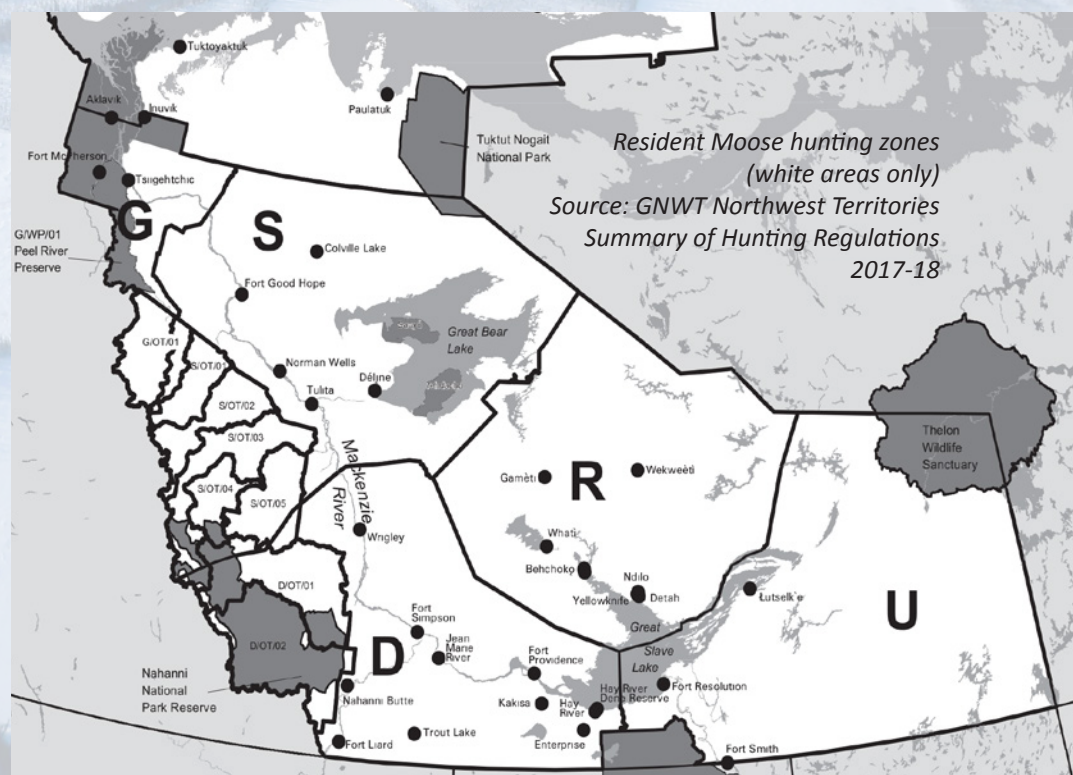 Tuktoyaktuk
Aklavik
Inuvik
Paulatuk
Tuktut Nogait
National Park
Resident Moose hunting zones
(white areas only)
Source: GNWT Northwest Territories
Summary of Hunting Regulations
2017-18
Fort McPherson
Tsiigehtchic
G
S
G/WP/01
Peel River
Preserve
Colville Lake
Fort Good Hope
Great Bear
Lake
G/OT/01
S/OT/01
Norman Wells
Déline
Tulita
S/OT/02
S/OT/03
S/OT/04
S/OT/05
Mackenzie
River
Thelon
Wildlife
Sanctuary
Gamèti
R
Wekweèti
Wrigley
Whati
Behchoko
D/OT/01
Ndilo
Yellowknife
Detah
Lutselk'e
U
Fort
Simpson
Jean
Marie
River
D
Great
Slave
Lake
D/OT/02
Fort
Providence
Nahanni
National
Park Reserve
Nahanni Butte
Kakisa
Hay River
Dene Reserve
Hay
River
Fort Resolution
Trout Lake
Enterprise
Fort Liard
Fort Smith